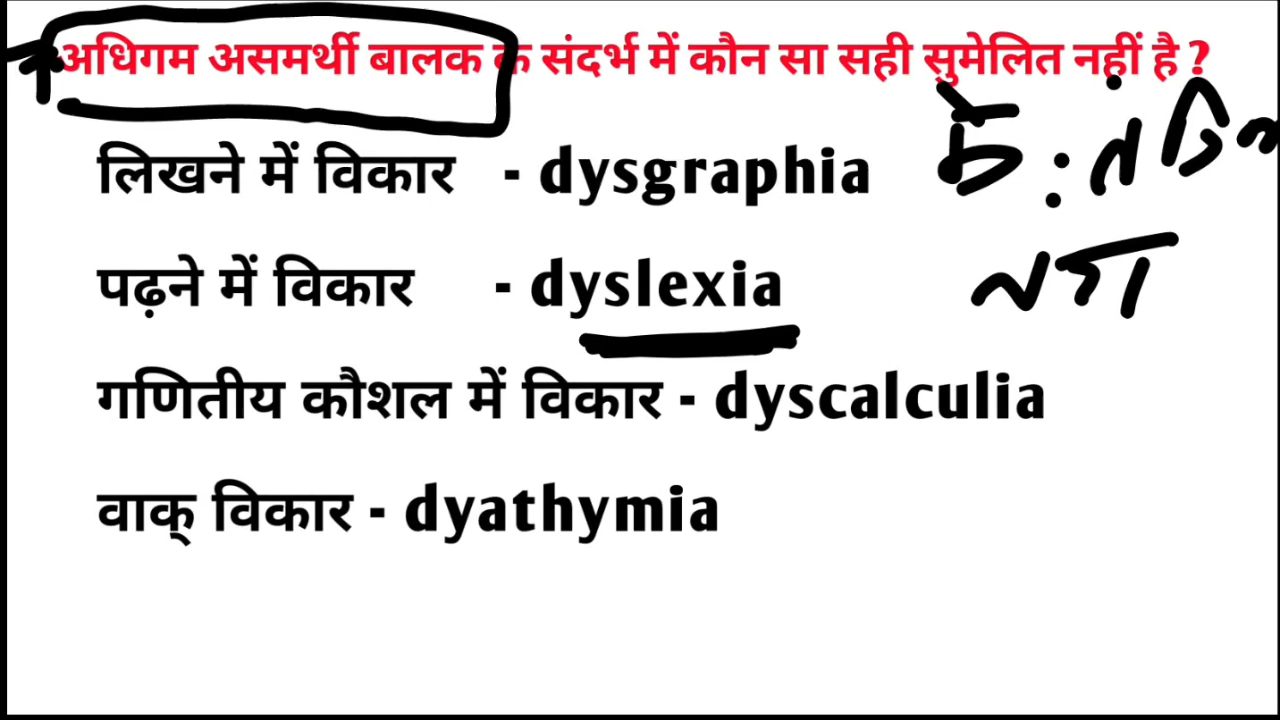 अधिगम असमर्थी बालक के संदर्भ में कौन सा सही सुमेलित नहीं है ?
लिखने में विकार - dysgraphia
पढ़ने में विकार - dyslexia
गणितीय कौशल में विकार - dyscalculia
वाक् विकार - dyathymia